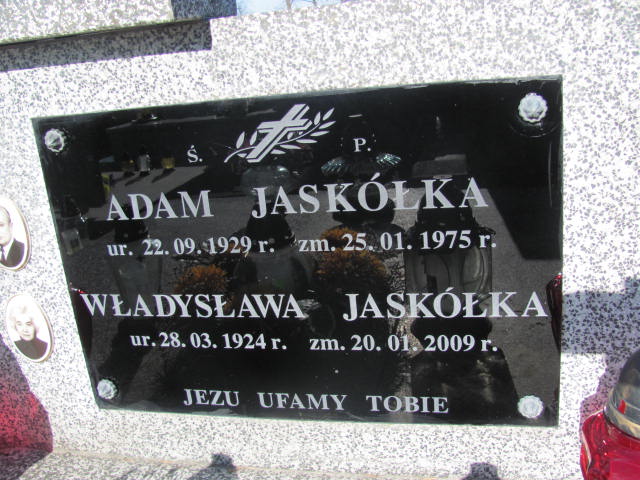 Ś. P.
ADAM JASKÓŁKA
ur. 22. 09. 1929 r. zm. 25. 01. 1975 r.
WŁADYSŁAWA JASKÓŁKA
ur. 28. 03. 1924 r. zm. 20. 01. 2009 r.
JEZU UFAMY TOBIE